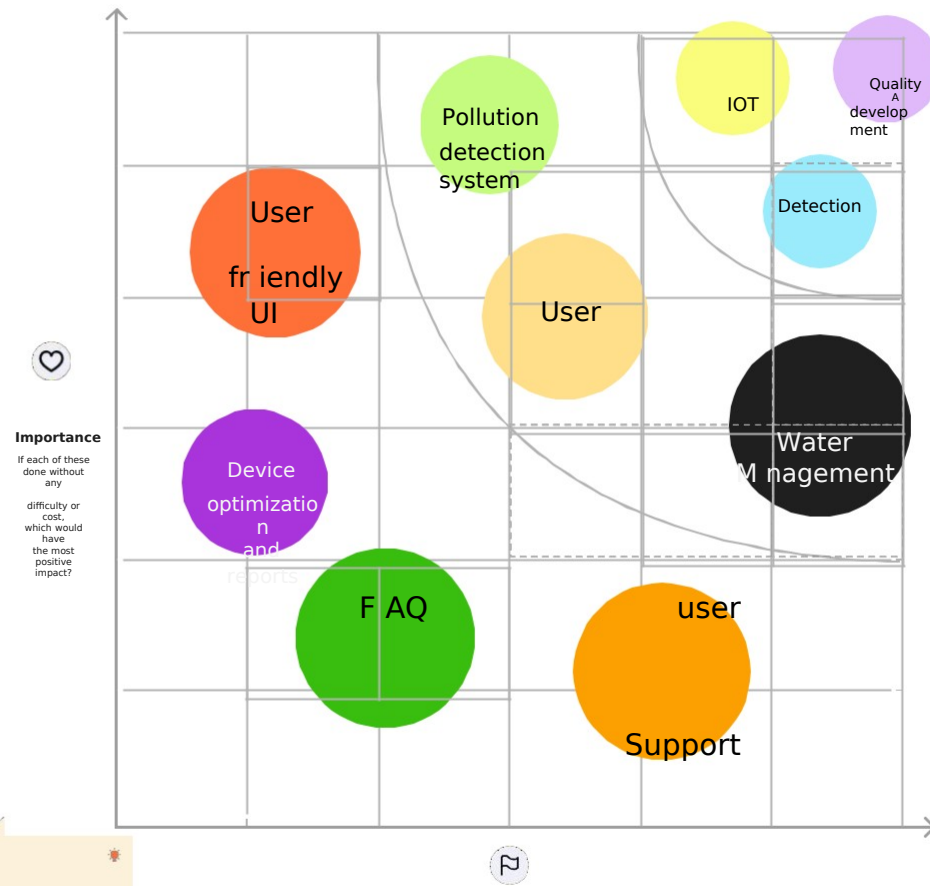 Quality
A
develop
ment
IOT
Pollution
detection
system
Detection
User
fr iendly
UI
User
Importance
If each of these
done without
any
difficulty or
cost,
which would
have
the most
positive
impact?
Water
M nagement
Device
optimizatio
n
and
reports
F AQ
user
Support